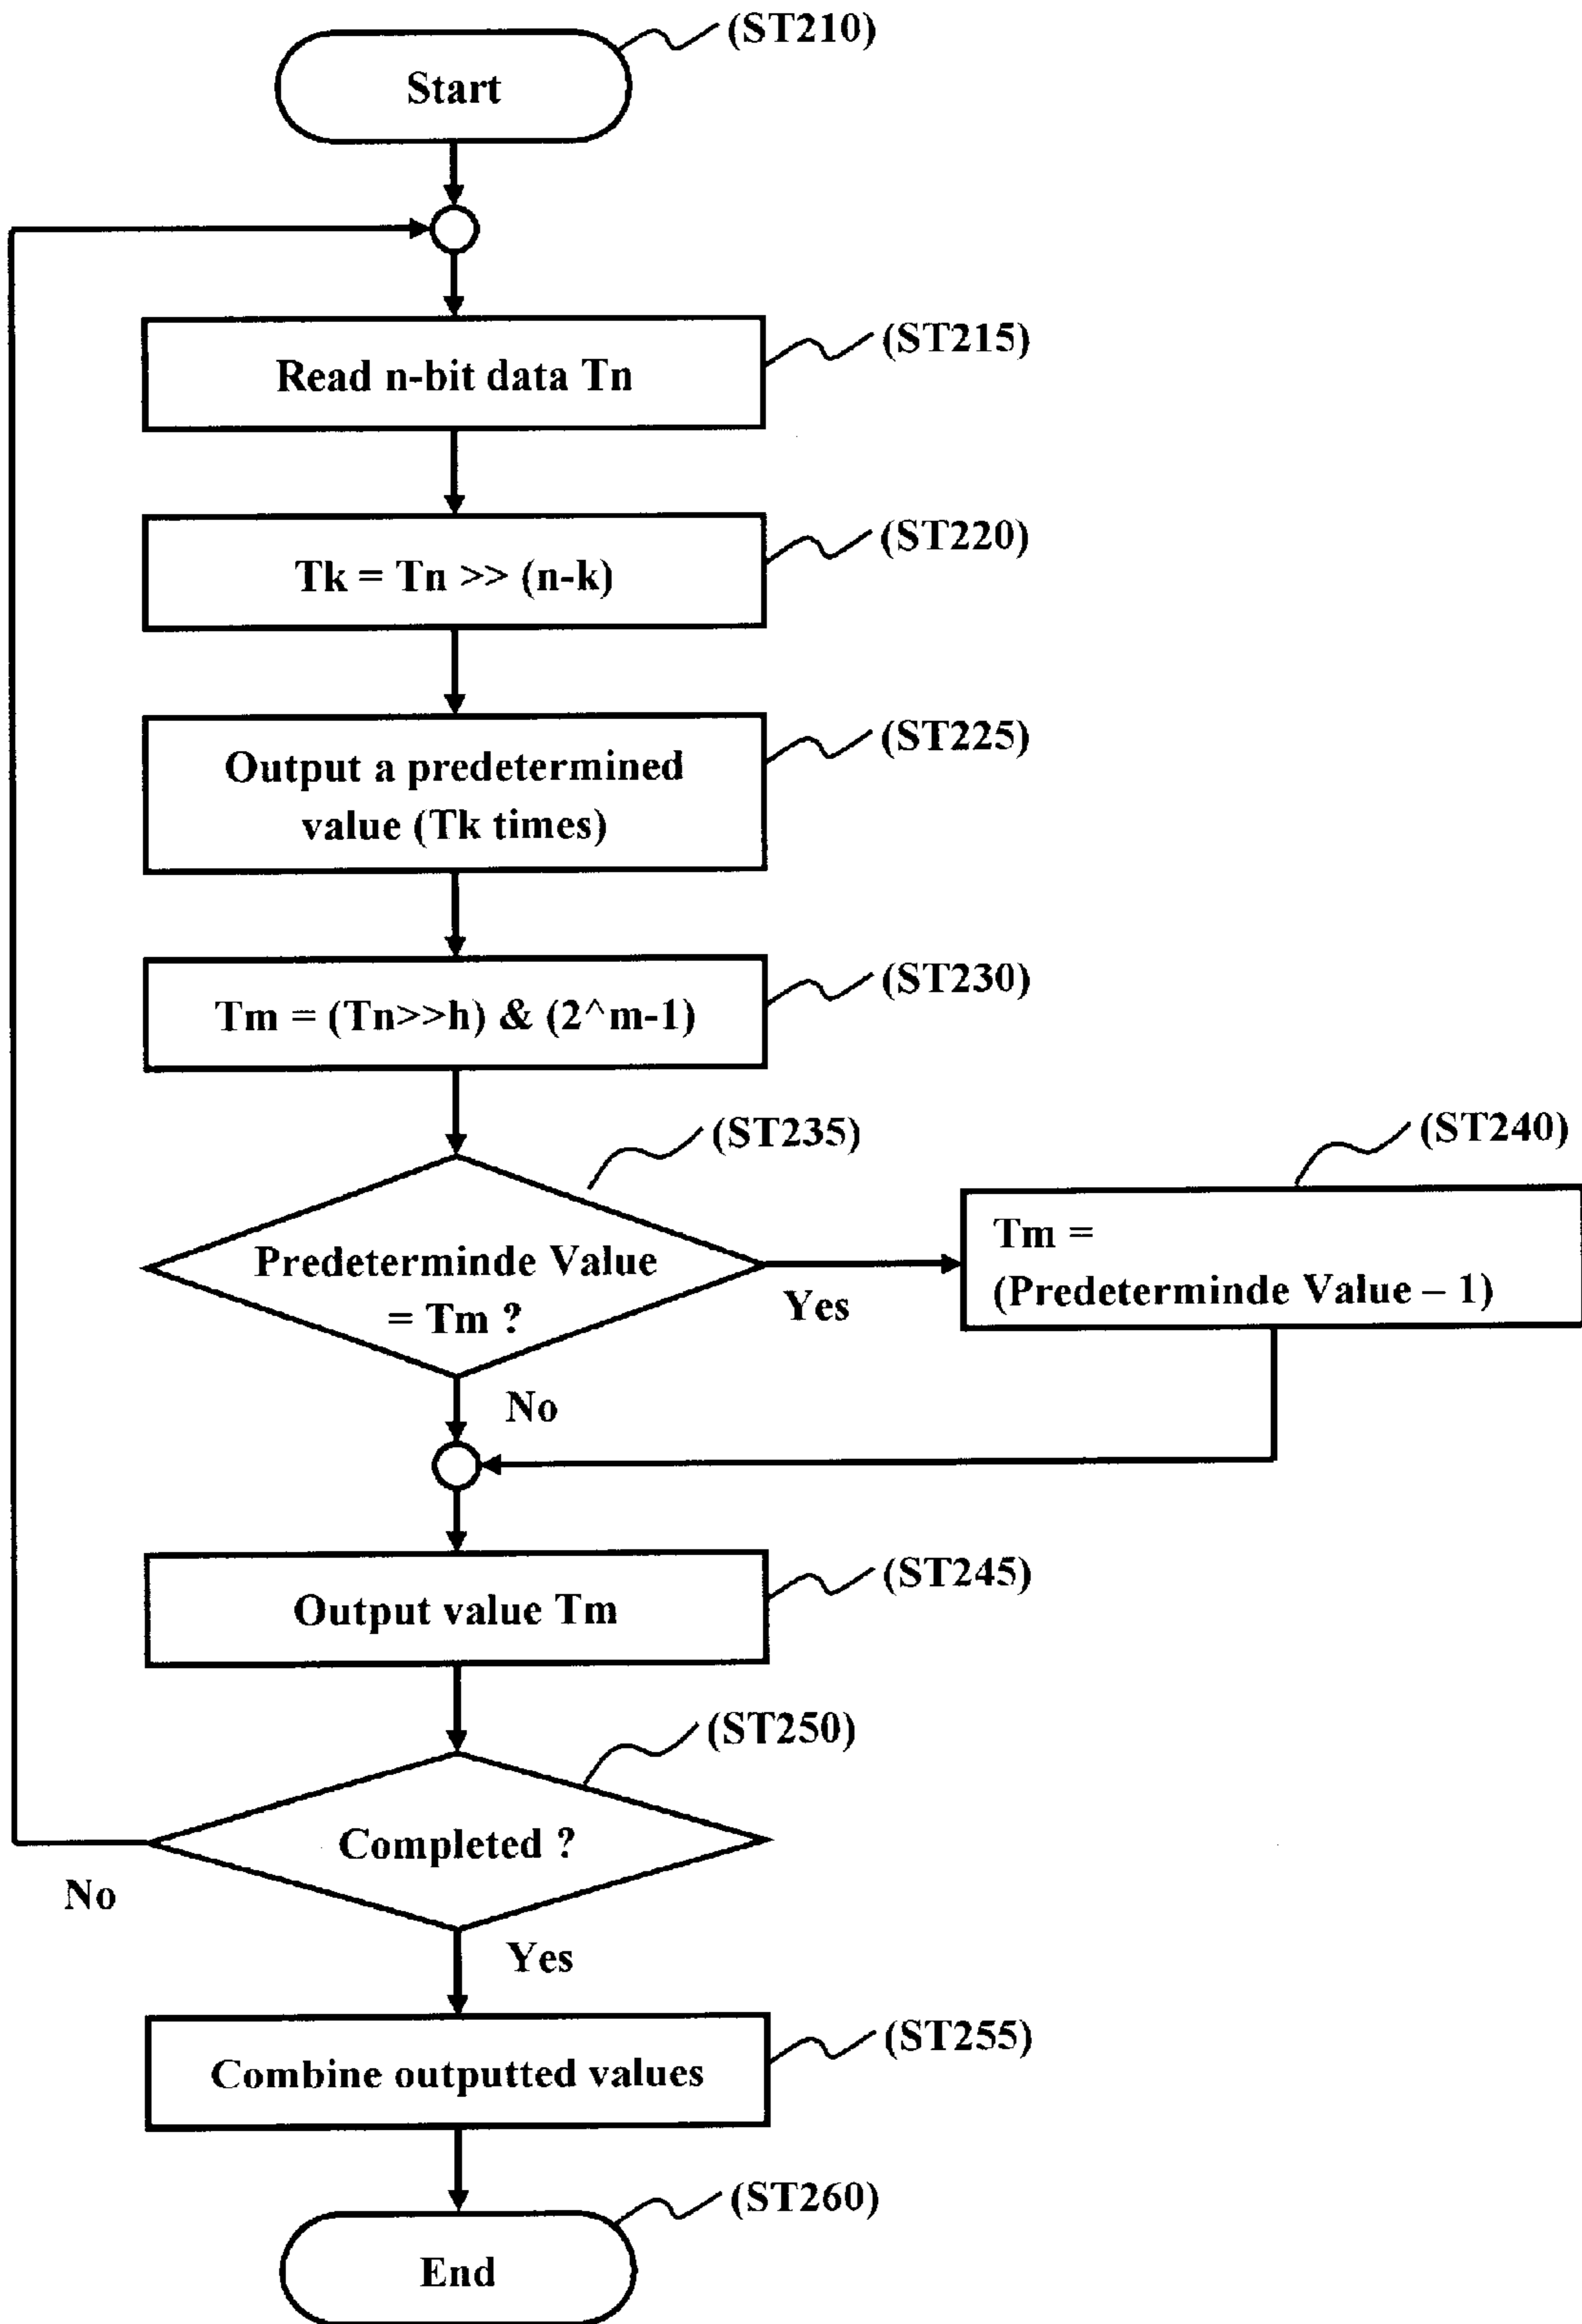 (ST210)
Start
(ST215)
Read n-bit data Tn
(ST220)
Tk = Tn >> (n-k)
(ST225)
Output a predetermined
value (Tk times)
(ST230)
Tm = (Tn>>h) & (2^m-1)
(ST235)
(ST240)
Predeterminde Value
= Tm ?
Yes
Tm =
(Predeterminde Value – 1)
No
(ST245)
Output value Tm
(ST250)
Completed ?
No
Yes
(ST255)
Combine outputted values
(ST260)
End